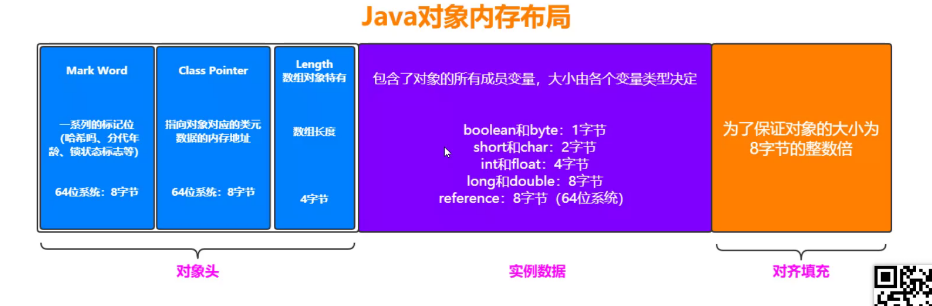 Java对象内存布局
Mark Word
一系列的标记位
(哈希码、分代年
龄、锁状态标志等)
64位系统：8字节
Class Pointer
指向对象对应的类元
数据的内存地址
64位系统：8字节
Length
数组对象特有
数组长度
4字节
包含了对象的所有成员变量，大小由各个变量类型决定
boolean和byte：1字节
short和char：2字节
int和float：4字节
long和double：8字节
reference：8字节（64位系统）
为了保证对象的大小为
8字节的整数倍
对象头
实例数据
对齐填充